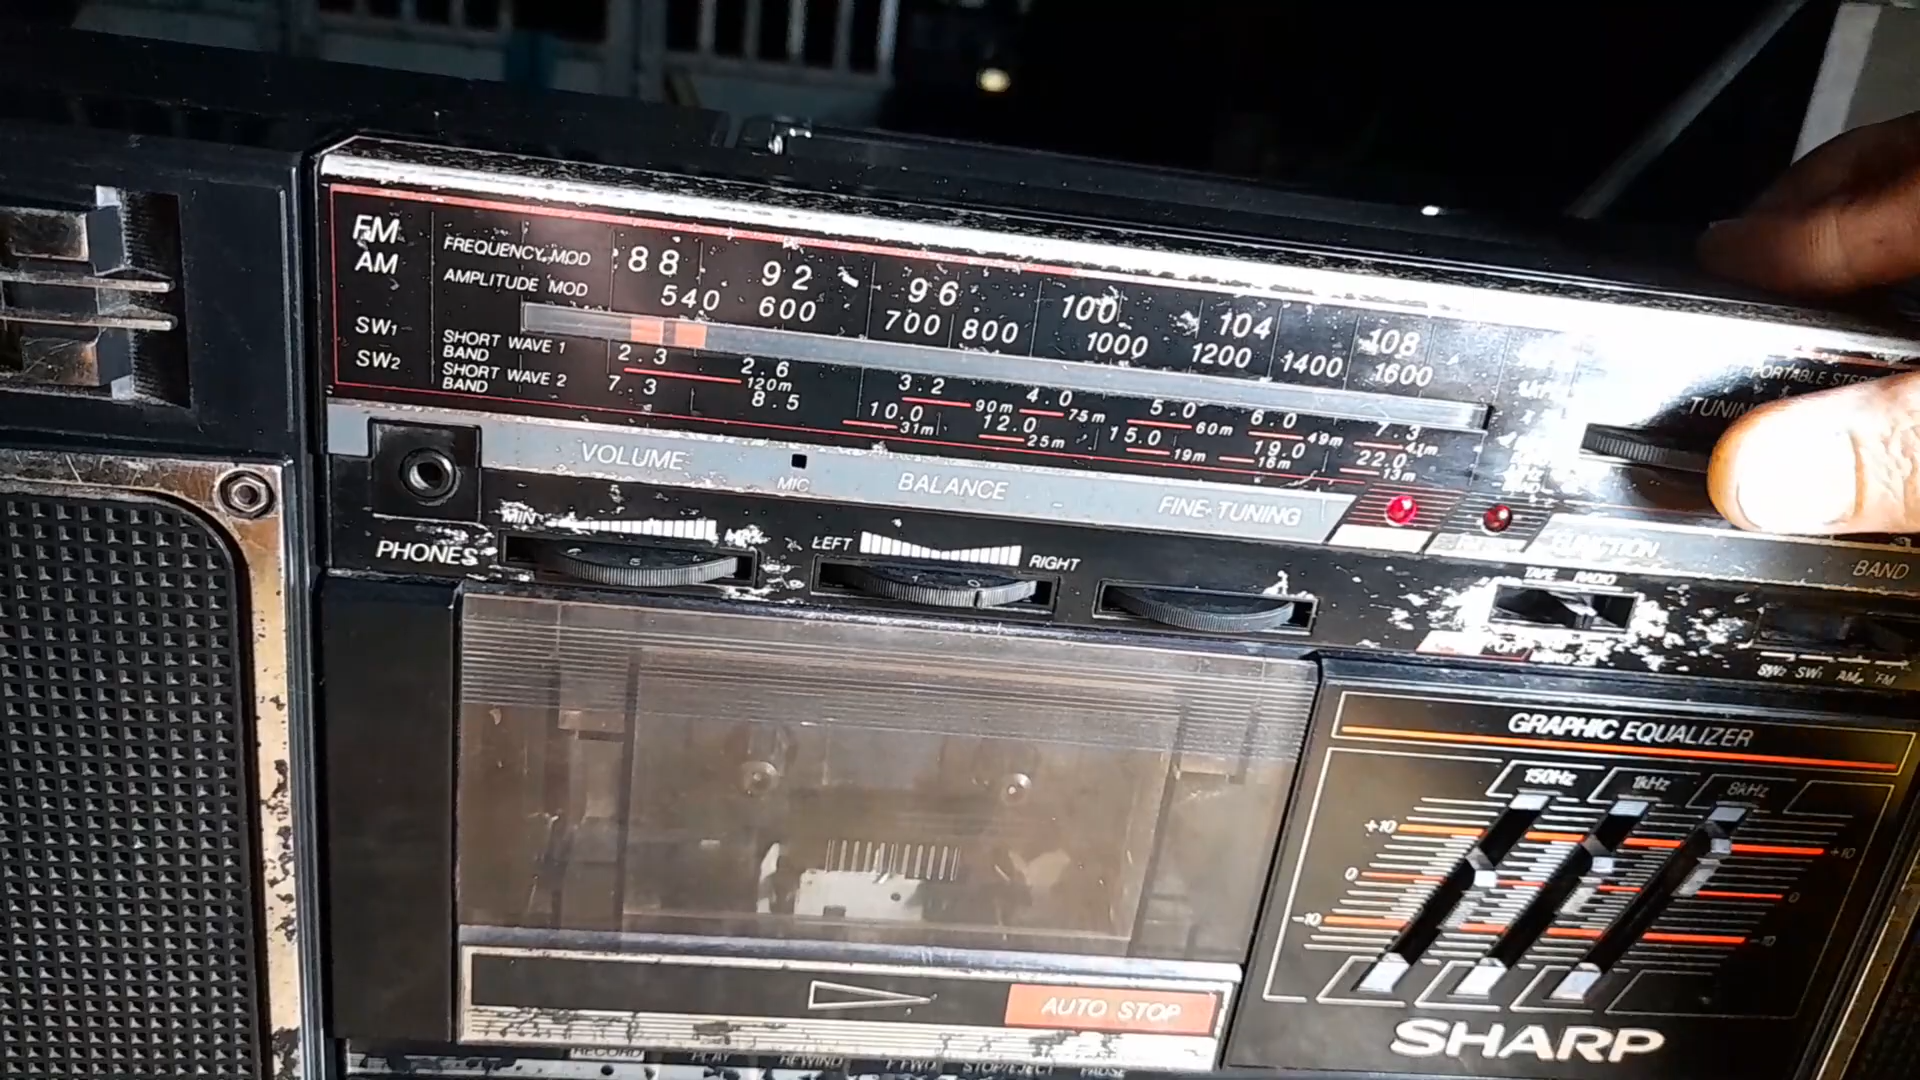 FM FREQUENCY MOD 88 92 96 100 104 108
AM AMPLITUDE MOD 540 600 700 800 1000 1200 1400 1600
SW1 SHORT WAVE 1 BAND 2.3 2.6 3.2 4.0 5.0 6.0 7.3
120m 90m 75m 60m 49m 41m
SW2 SHORT WAVE 2 BAND 7.3 8.5 10.0 12.0 15.0 19.0 22.0
31m 25m 19m 16m 13m
PORTABLE STE
TUNIN
VOLUME MIC BALANCE FINE TUNING
MIN MAX LEFT RIGHT
PHONES
FUNCTION BAND
TAPE RADIO
SW2 SW1 AM FM
GRAPHIC EQUALIZER
150Hz 1kHz 8kHz
+10 +10
0 0
-10 -10
AUTO STOP
SHARP
RECORD PLAY REWIND F.FWD STOP/EJECT PAUSE